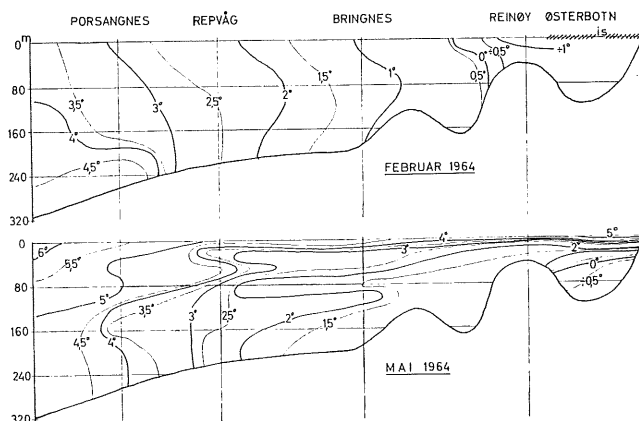 PORSANGNES REPVÅG BRINGNES REINØY ØSTERBOTN
m is
0
80
160
240
320
3,5° 3° 2,5° 2° 1,5° 1° 0,5° 0° ÷0,5° ÷1°
4°
4,5°
FEBRUAR 1964
0
80
160
240
320
6° 5,5° 5° 4,5° 4° 3,5° 3° 2,5° 2° 1,5° 3° 4° 5° 2° 0° ÷0,5°
MAI 1964